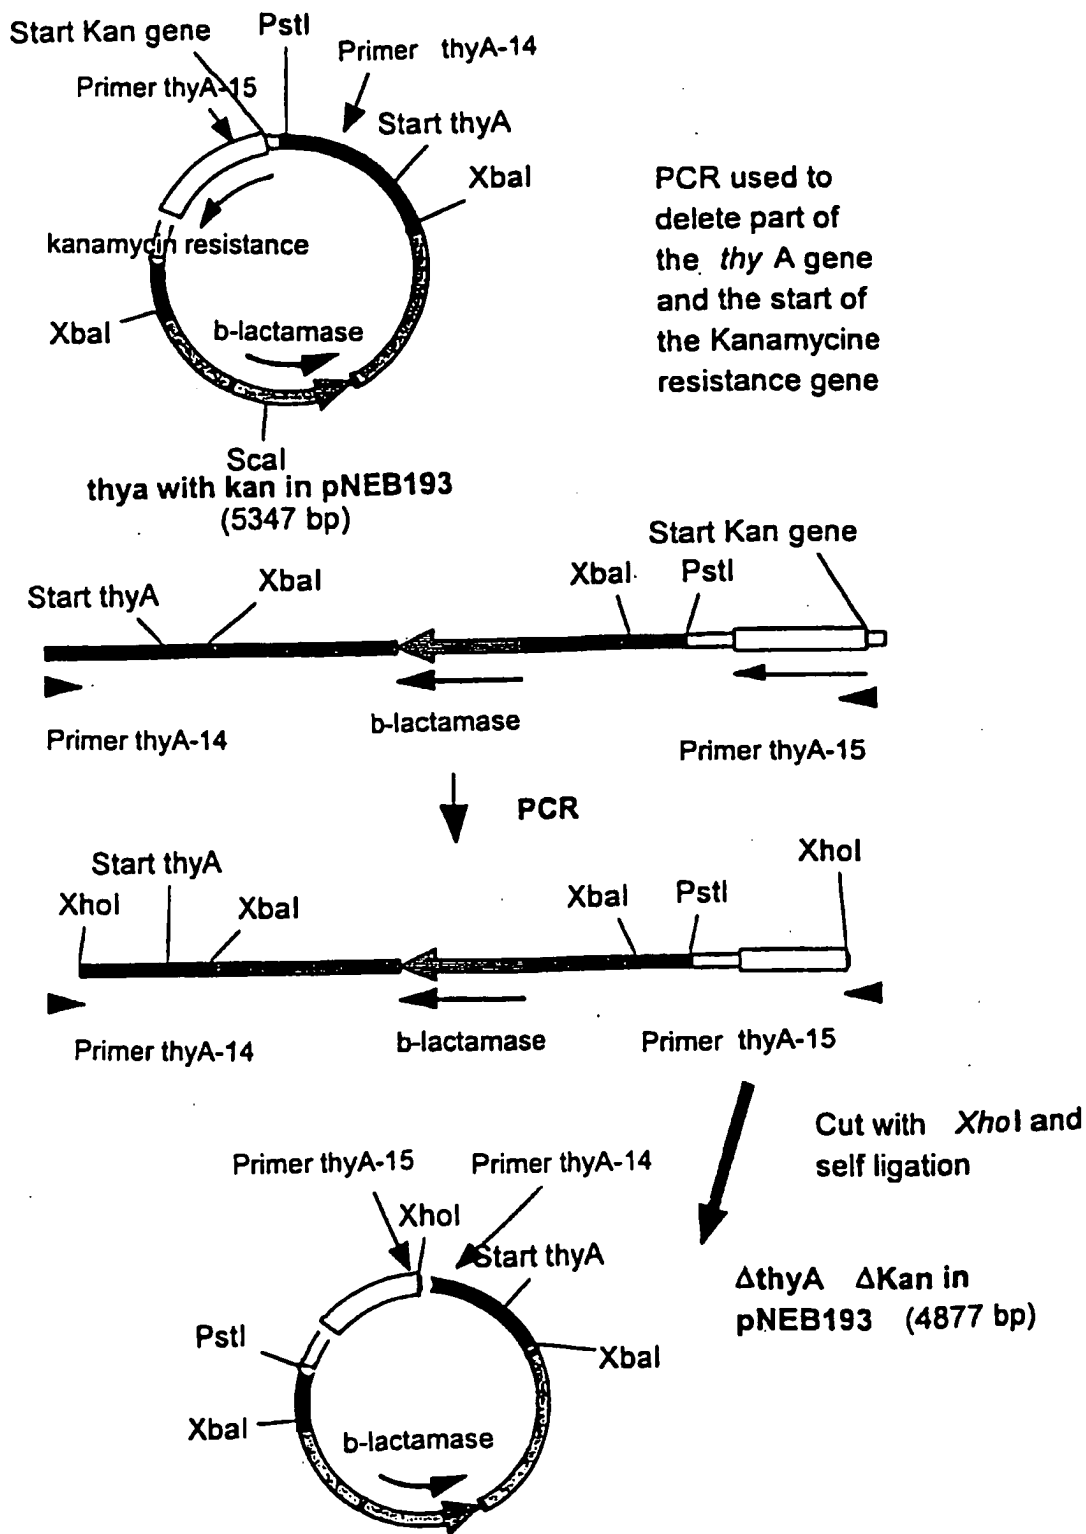 Start Kan gene
PstI
Primer thyA-14
Primer thyA-15
Start thyA
XbaI
kanamycin resistance
XbaI
b-lactamase
ScaI
thya with kan in pNEB193
(5347 bp)
PCR used to
delete part of
the thy A gene
and the start of
the Kanamycine
resistance gene
Start Kan gene
Start thyA
XbaI
XbaI
PstI
Primer thyA-14
b-lactamase
Primer thyA-15
PCR
XhoI
Start thyA
XhoI
XbaI
XbaI
PstI
Primer thyA-14
b-lactamase
Primer thyA-15
Cut with XhoI and
self ligation
Primer thyA-15
Primer thyA-14
XhoI
Start thyA
PstI
XbaI
XbaI
b-lactamase
ΔthyA ΔKan in
pNEB193 (4877 bp)